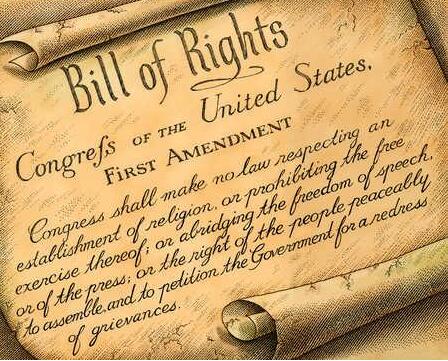 Bill of Rights
Congreſs OF THE United States,
FIRST AMENDMENT
Congress shall make no law respecting an
establishment of religion, or prohibiting the free
exercise thereof; or abridging the freedom of speech,
or of the press; or the right of the people peaceably
to assemble, and to petition the Government for a redress
of grievances.